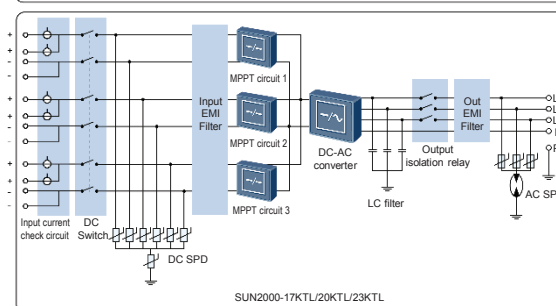 +
+
-
-
+
+
-
-
+
+
-
-
Input current
check circuit
DC
Switch
DC SPD
Input
EMI
Filter
MPPT circuit 1
MPPT circuit 2
MPPT circuit 3
DC-AC
converter
LC filter
Output
isolation relay
Out
EMI
Filter
L
L
L
AC SP
SUN2000-17KTL/20KTL/23KTL